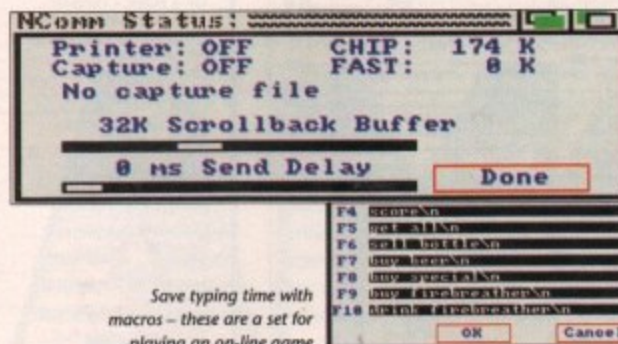 NComm Status:
Printer: OFF CHIP: 174 K
Capture: OFF FAST: 0 K
No capture file
32K Scrollback Buffer
0 ms Send Delay
Done
F4 score\n
F5 get all\n
F6 sell bottle\n
F7 buy beer\n
F8 buy special\n
F9 buy firebreather\n
F10 drink firebreather\n
OK Cancel
Save typing time with
macros – these are a set for
playing an on-line game